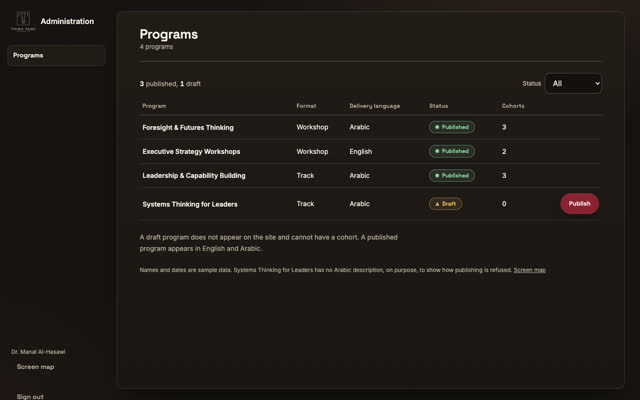 THINK FAMS
Administration
Programs
Dr. Manal Al-Hasawi
Screen map
Sign out
Programs
4 programs
3 published, 1 draft
Status
All
Program Format Delivery language Status Cohorts
Foresight & Futures Thinking Workshop Arabic Published 3
Executive Strategy Workshops Workshop English Published 2
Leadership & Capability Building Track Arabic Published 3
Systems Thinking for Leaders Track Arabic Draft 0 Publish
A draft program does not appear on the site and cannot have a cohort. A published
program appears in English and Arabic.
Names and dates are sample data. Systems Thinking for Leaders has no Arabic description, on purpose, to show how publishing is refused. Screen map